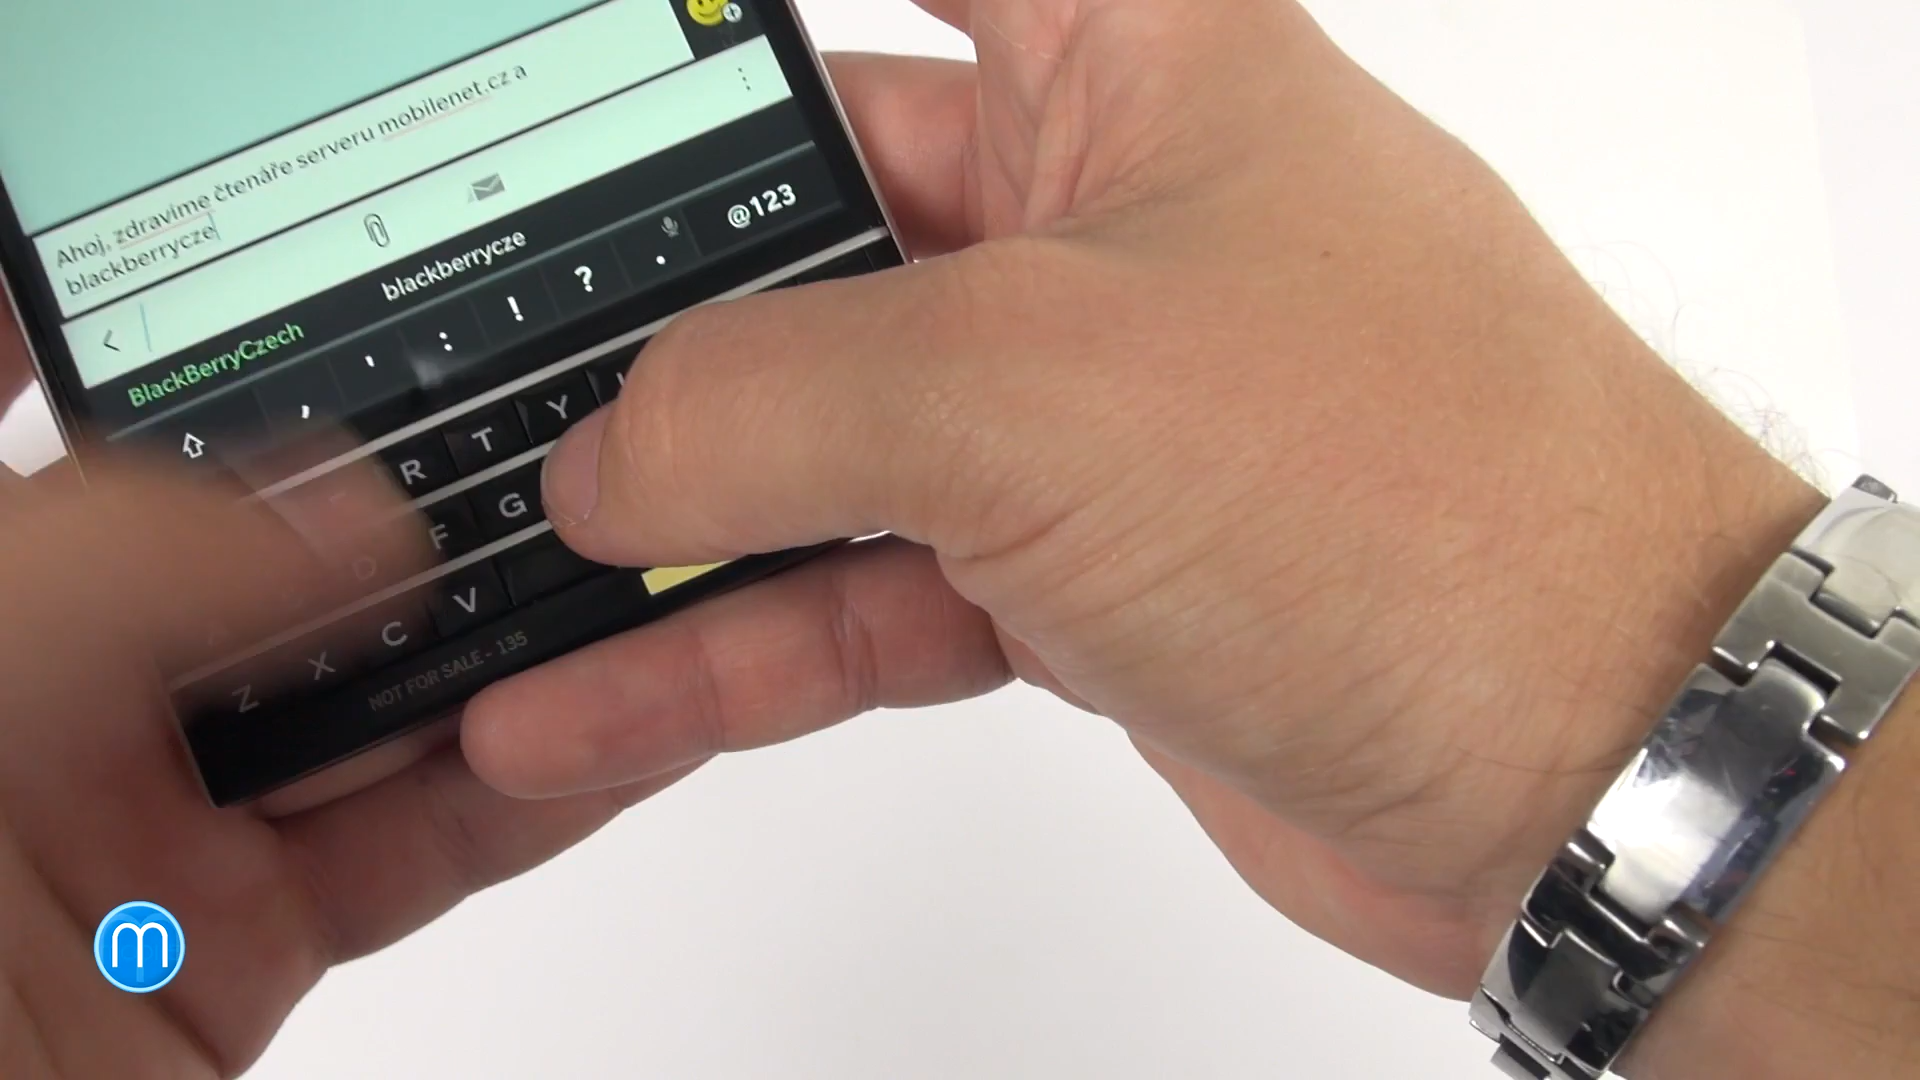 Ahoj, zdravíme čtenáře serveru mobilenet.cz a
blackberrycze
BlackBerryCzech
blackberrycze
, ' : ! ? . @123
R T Y
F G
Z X C V
NOT FOR SALE - 135
m